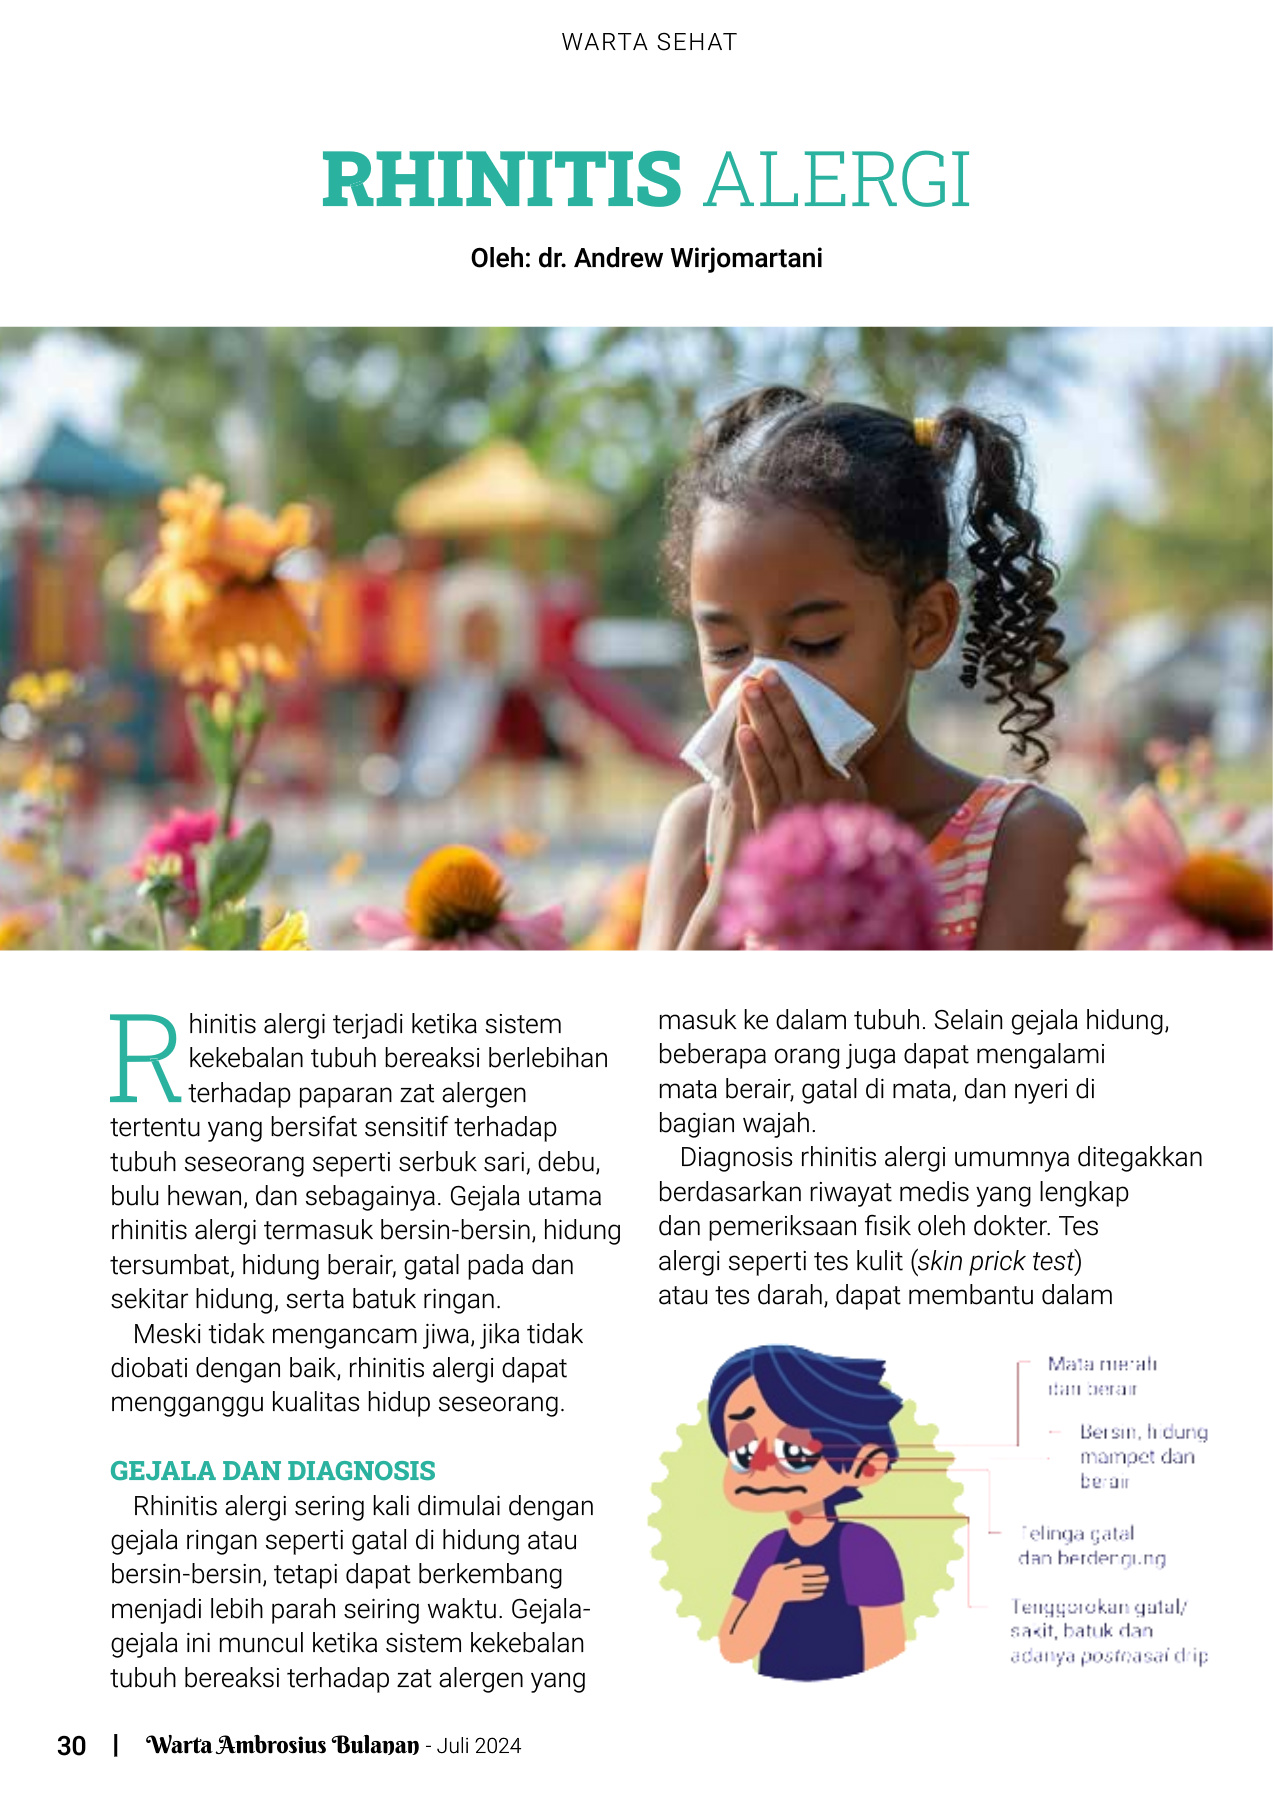 WARTA SEHAT
RHINITIS ALERGI
Oleh: dr. Andrew Wirjomartani
Rhinitis alergi terjadi ketika sistem
kekebalan tubuh bereaksi berlebihan
terhadap paparan zat alergen
tertentu yang bersifat sensitif terhadap
tubuh seseorang seperti serbuk sari, debu,
bulu hewan, dan sebagainya. Gejala utama
rhinitis alergi termasuk bersin-bersin, hidung
tersumbat, hidung berair, gatal pada dan
sekitar hidung, serta batuk ringan.
Meski tidak mengancam jiwa, jika tidak
diobati dengan baik, rhinitis alergi dapat
mengganggu kualitas hidup seseorang.
GEJALA DAN DIAGNOSIS
Rhinitis alergi sering kali dimulai dengan
gejala ringan seperti gatal di hidung atau
bersin-bersin, tetapi dapat berkembang
menjadi lebih parah seiring waktu. Gejala-
gejala ini muncul ketika sistem kekebalan
tubuh bereaksi terhadap zat alergen yang
masuk ke dalam tubuh. Selain gejala hidung,
beberapa orang juga dapat mengalami
mata berair, gatal di mata, dan nyeri di
bagian wajah.
Diagnosis rhinitis alergi umumnya ditegakkan
berdasarkan riwayat medis yang lengkap
dan pemeriksaan fisik oleh dokter. Tes
alergi seperti tes kulit (skin prick test)
atau tes darah, dapat membantu dalam
Mata merah
dan berair
Bersin, hidung
mampet dan
berair
Telinga gatal
dan berdengung
Tenggorokan gatal/
sakit, batuk dan
adanya postnasal drip
30 | Warta Ambrosius Bulanan - Juli 2024